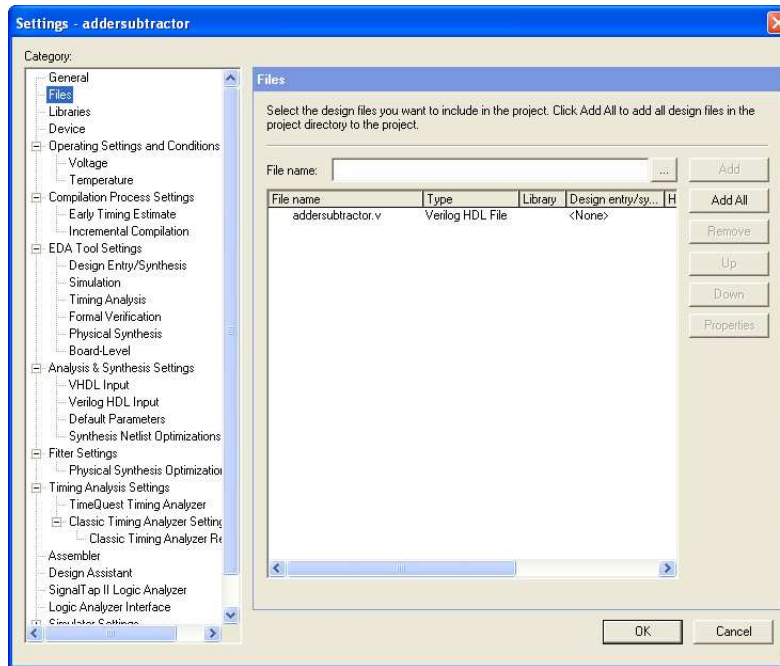 Settings - addersubtractor
Category:
General
Files
Libraries
Device
Operating Settings and Conditions
Voltage
Temperature
Compilation Process Settings
Early Timing Estimate
Incremental Compilation
EDA Tool Settings
Design Entry/Synthesis
Simulation
Timing Analysis
Formal Verification
Physical Synthesis
Board-Level
Analysis & Synthesis Settings
VHDL Input
Verilog HDL Input
Default Parameters
Synthesis Netlist Optimizations
Fitter Settings
Physical Synthesis Optimizatio
Timing Analysis Settings
TimeQuest Timing Analyzer
Classic Timing Analyzer Setting
Classic Timing Analyzer Re
Assembler
Design Assistant
SignalTap II Logic Analyzer
Logic Analyzer Interface
Simulator Settings
Files
Select the design files you want to include in the project. Click Add All to add all design files in the
project directory to the project.
File name: ... Add
File name Type Library Design entry/sy... H Add All
addersubtractor.v Verilog HDL File <None>
Remove
Up
Down
Properties
OK Cancel